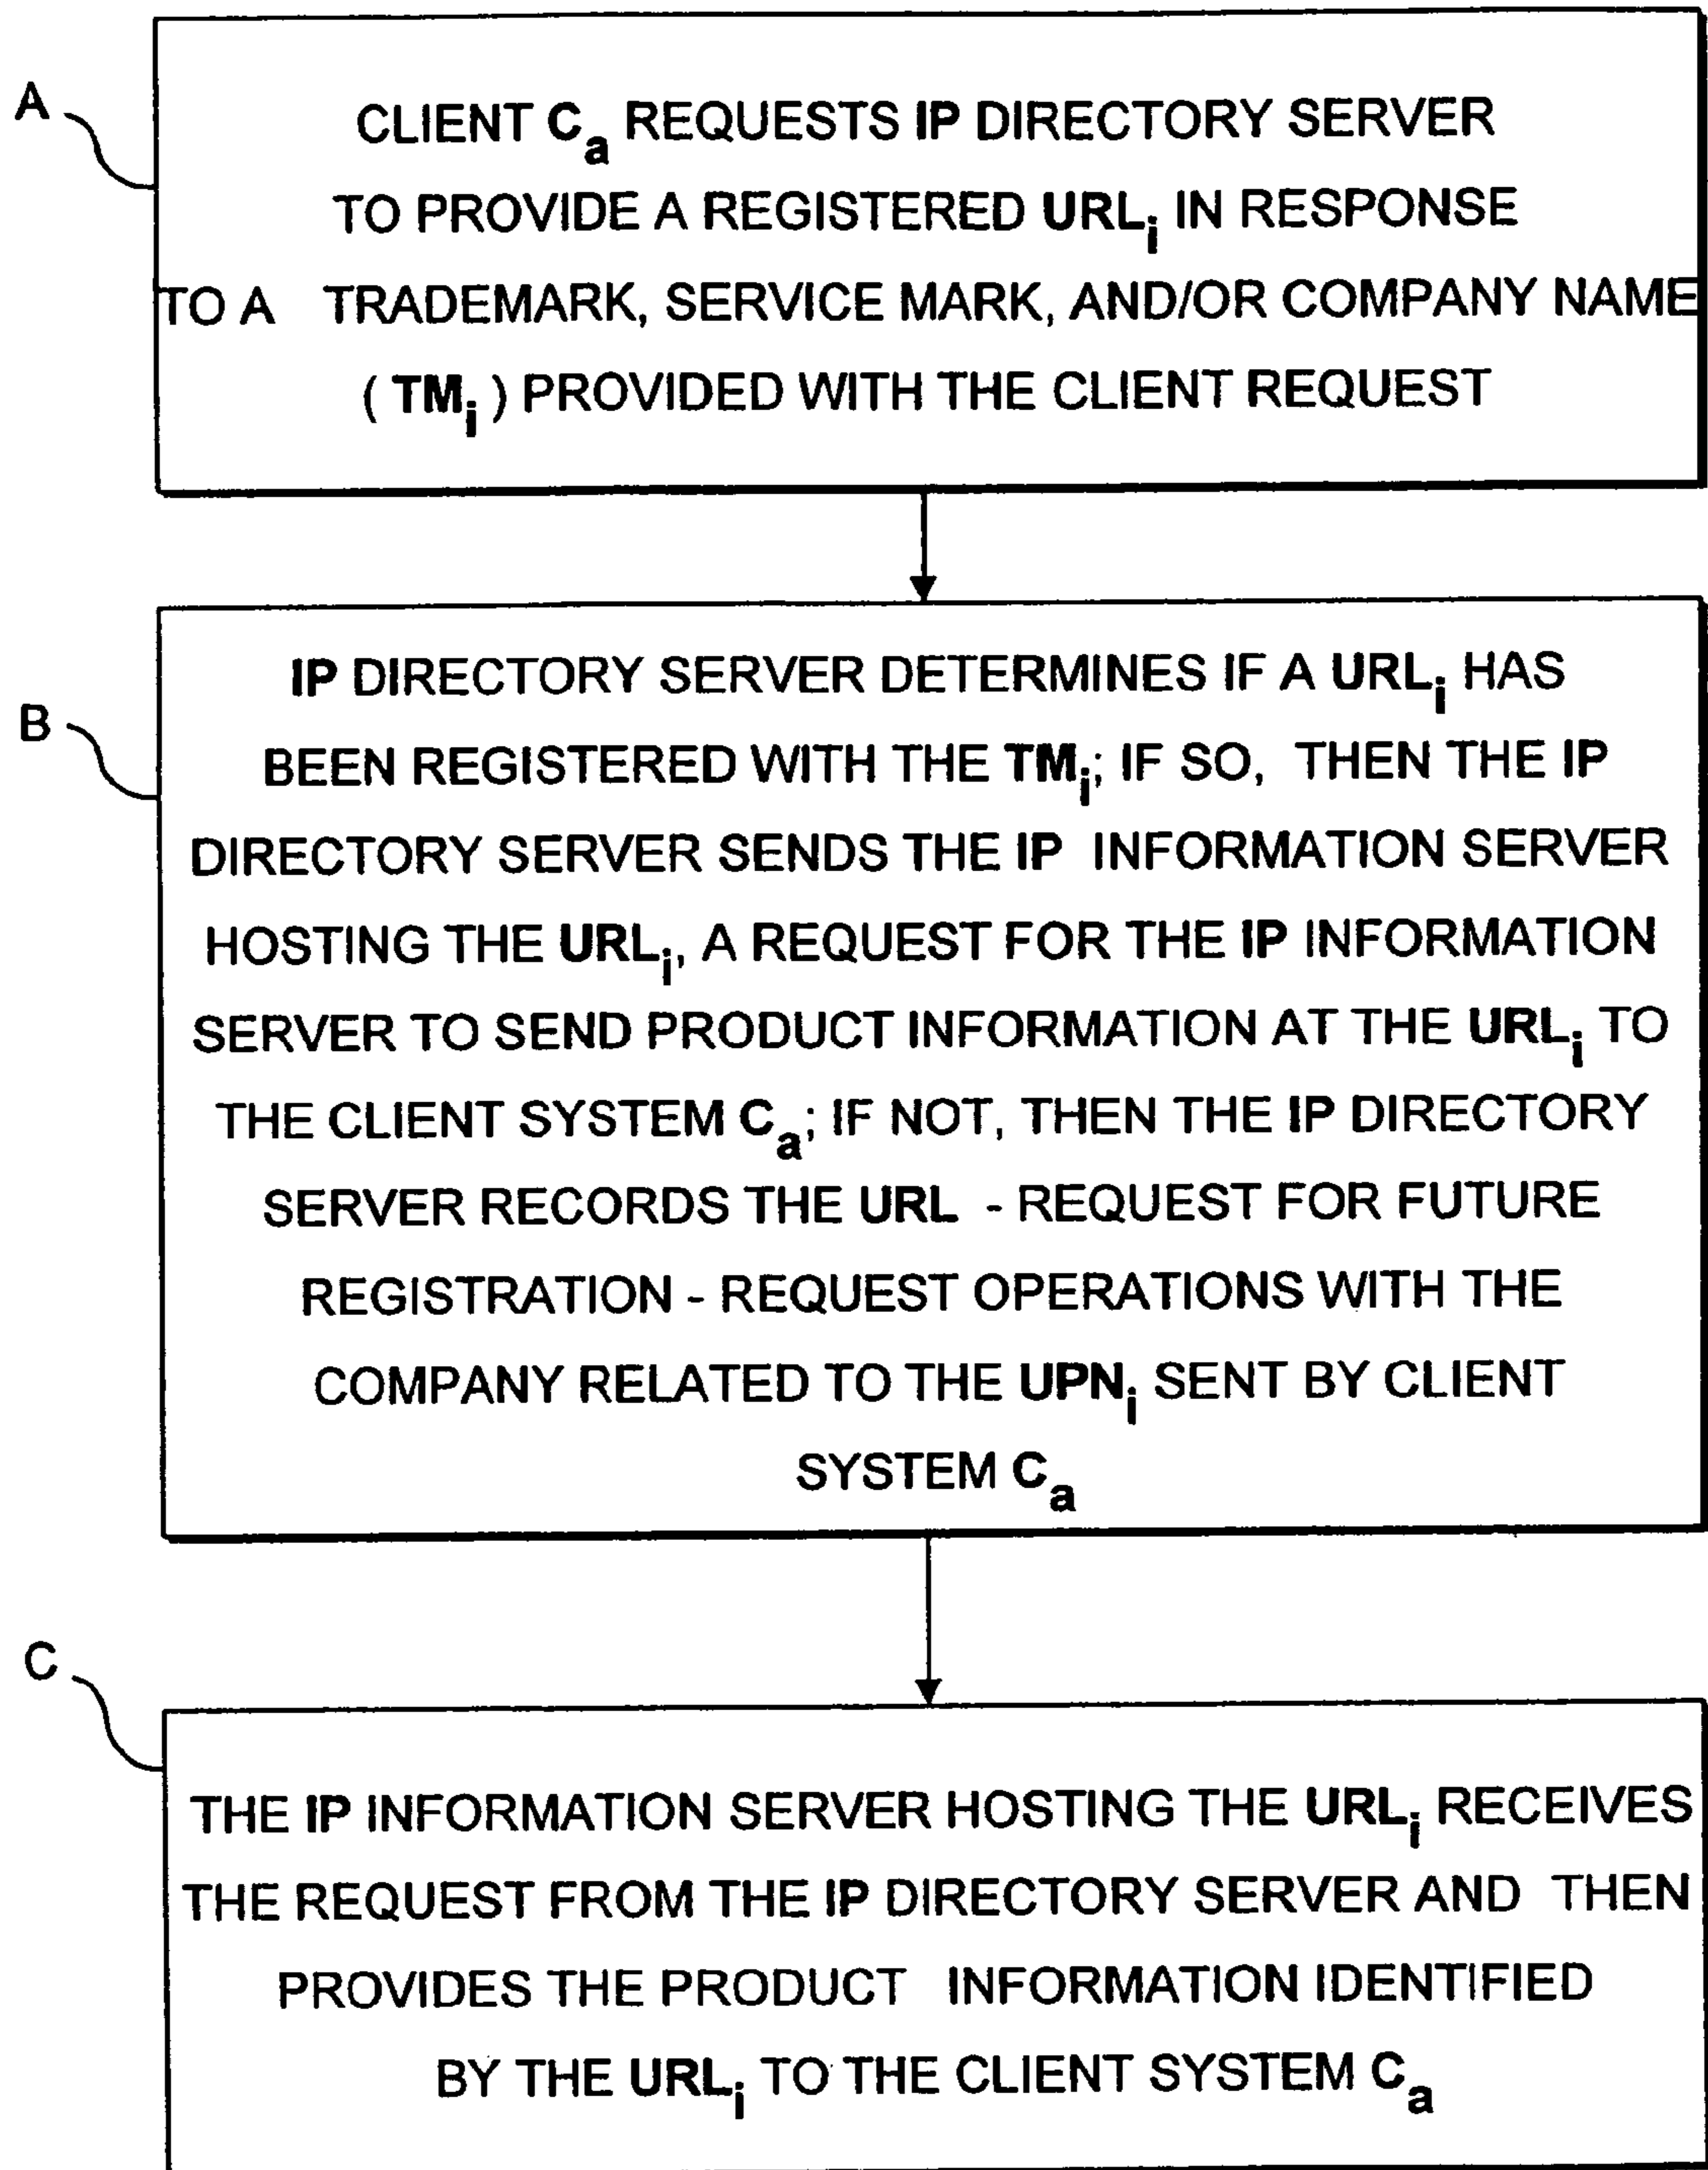 A
CLIENT Ca REQUESTS IP DIRECTORY SERVER
TO PROVIDE A REGISTERED URLi IN RESPONSE
TO A TRADEMARK, SERVICE MARK, AND/OR COMPANY NAME
( TMi ) PROVIDED WITH THE CLIENT REQUEST
B
IP DIRECTORY SERVER DETERMINES IF A URLi HAS
BEEN REGISTERED WITH THE TMi; IF SO, THEN THE IP
DIRECTORY SERVER SENDS THE IP INFORMATION SERVER
HOSTING THE URLi, A REQUEST FOR THE IP INFORMATION
SERVER TO SEND PRODUCT INFORMATION AT THE URLi TO
THE CLIENT SYSTEM Ca; IF NOT, THEN THE IP DIRECTORY
SERVER RECORDS THE URL - REQUEST FOR FUTURE
REGISTRATION - REQUEST OPERATIONS WITH THE
COMPANY RELATED TO THE UPNi SENT BY CLIENT
SYSTEM Ca
C
THE IP INFORMATION SERVER HOSTING THE URLi RECEIVES
THE REQUEST FROM THE IP DIRECTORY SERVER AND THEN
PROVIDES THE PRODUCT INFORMATION IDENTIFIED
BY THE URLi TO THE CLIENT SYSTEM Ca